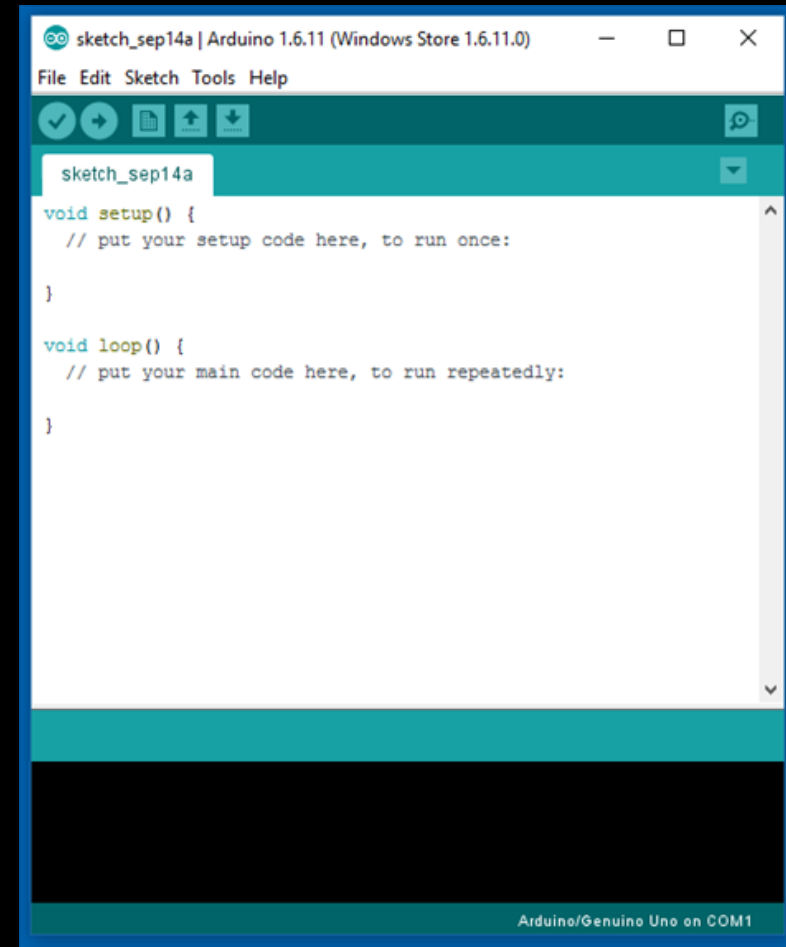 sketch_sep14a | Arduino 1.6.11 (Windows Store 1.6.11.0)
File Edit Sketch Tools Help
sketch_sep14a
void setup() {
  // put your setup code here, to run once:
}
void loop() {
  // put your main code here, to run repeatedly:
}
Arduino/Genuino Uno on COM1